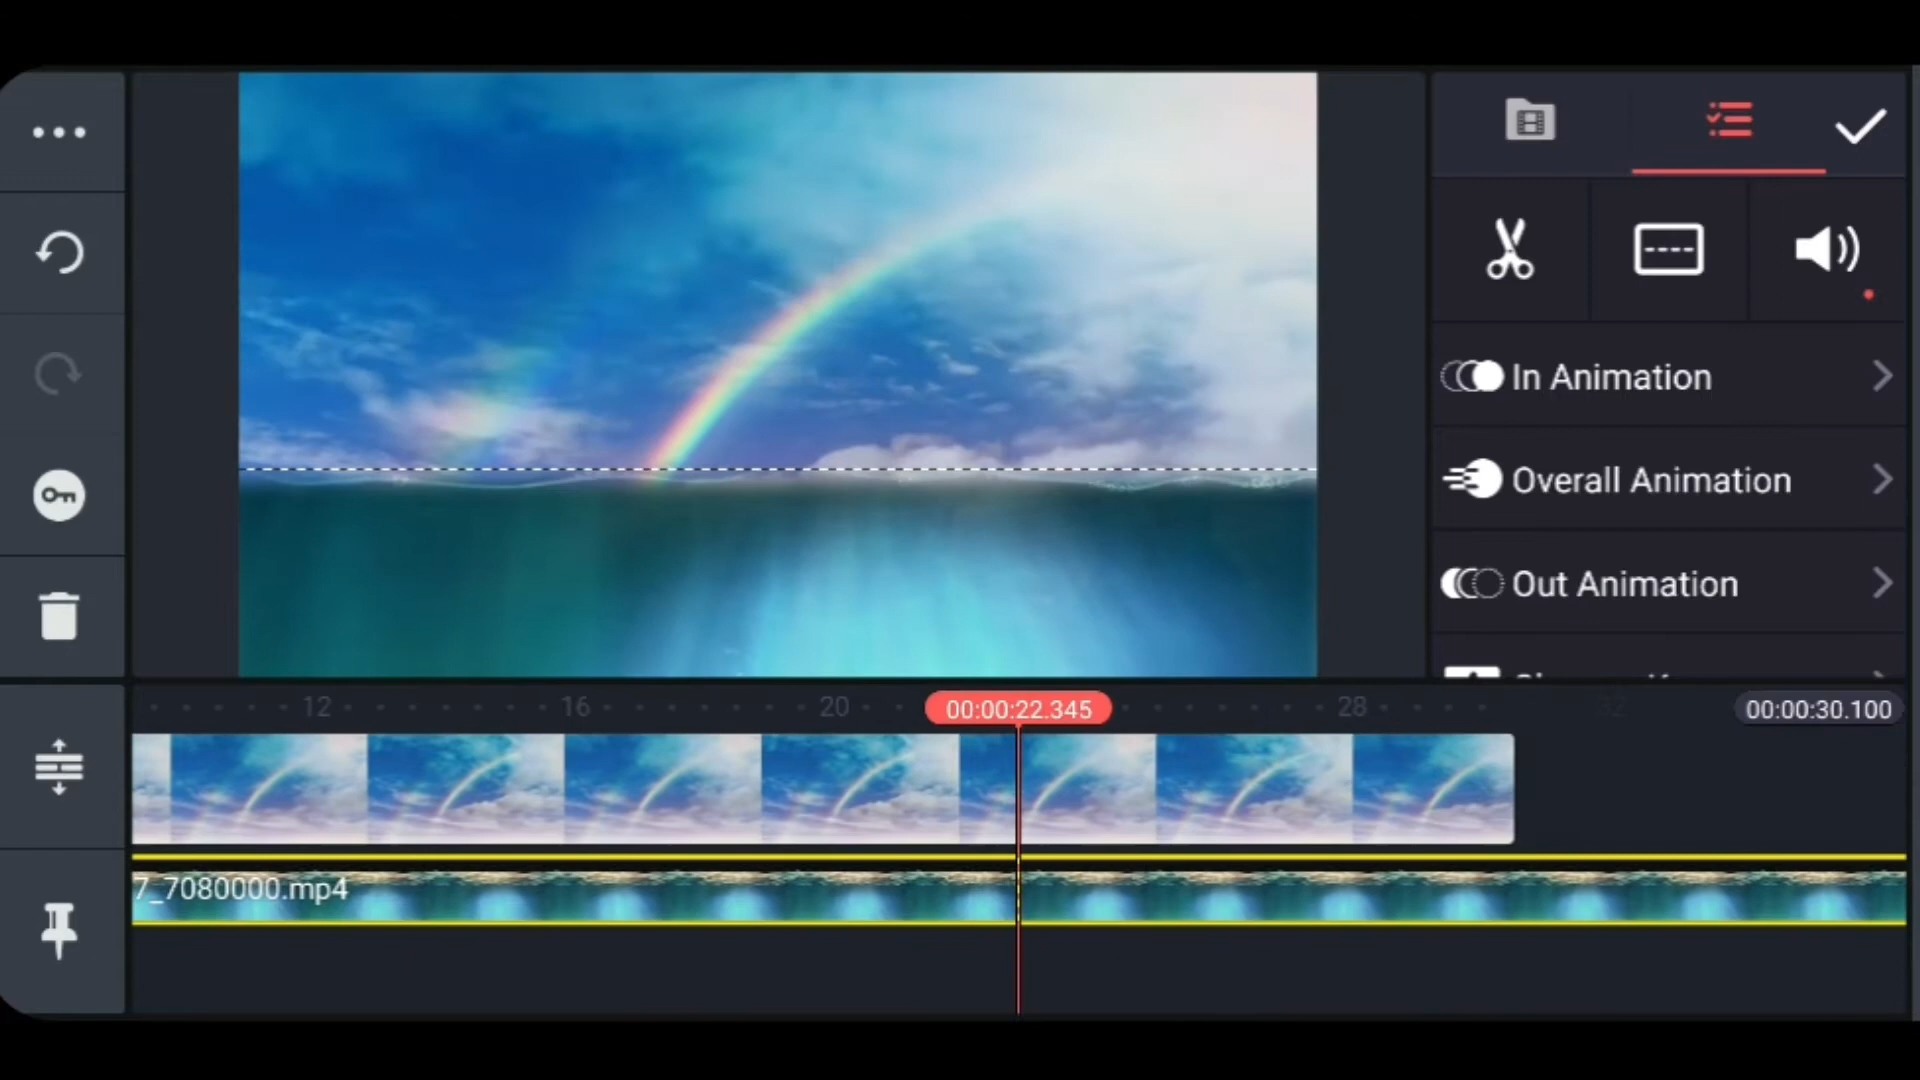 In Animation
Overall Animation
Out Animation
12
16
20
00:00:22.345
28
32
00:00:30.100
7_7080000.mp4